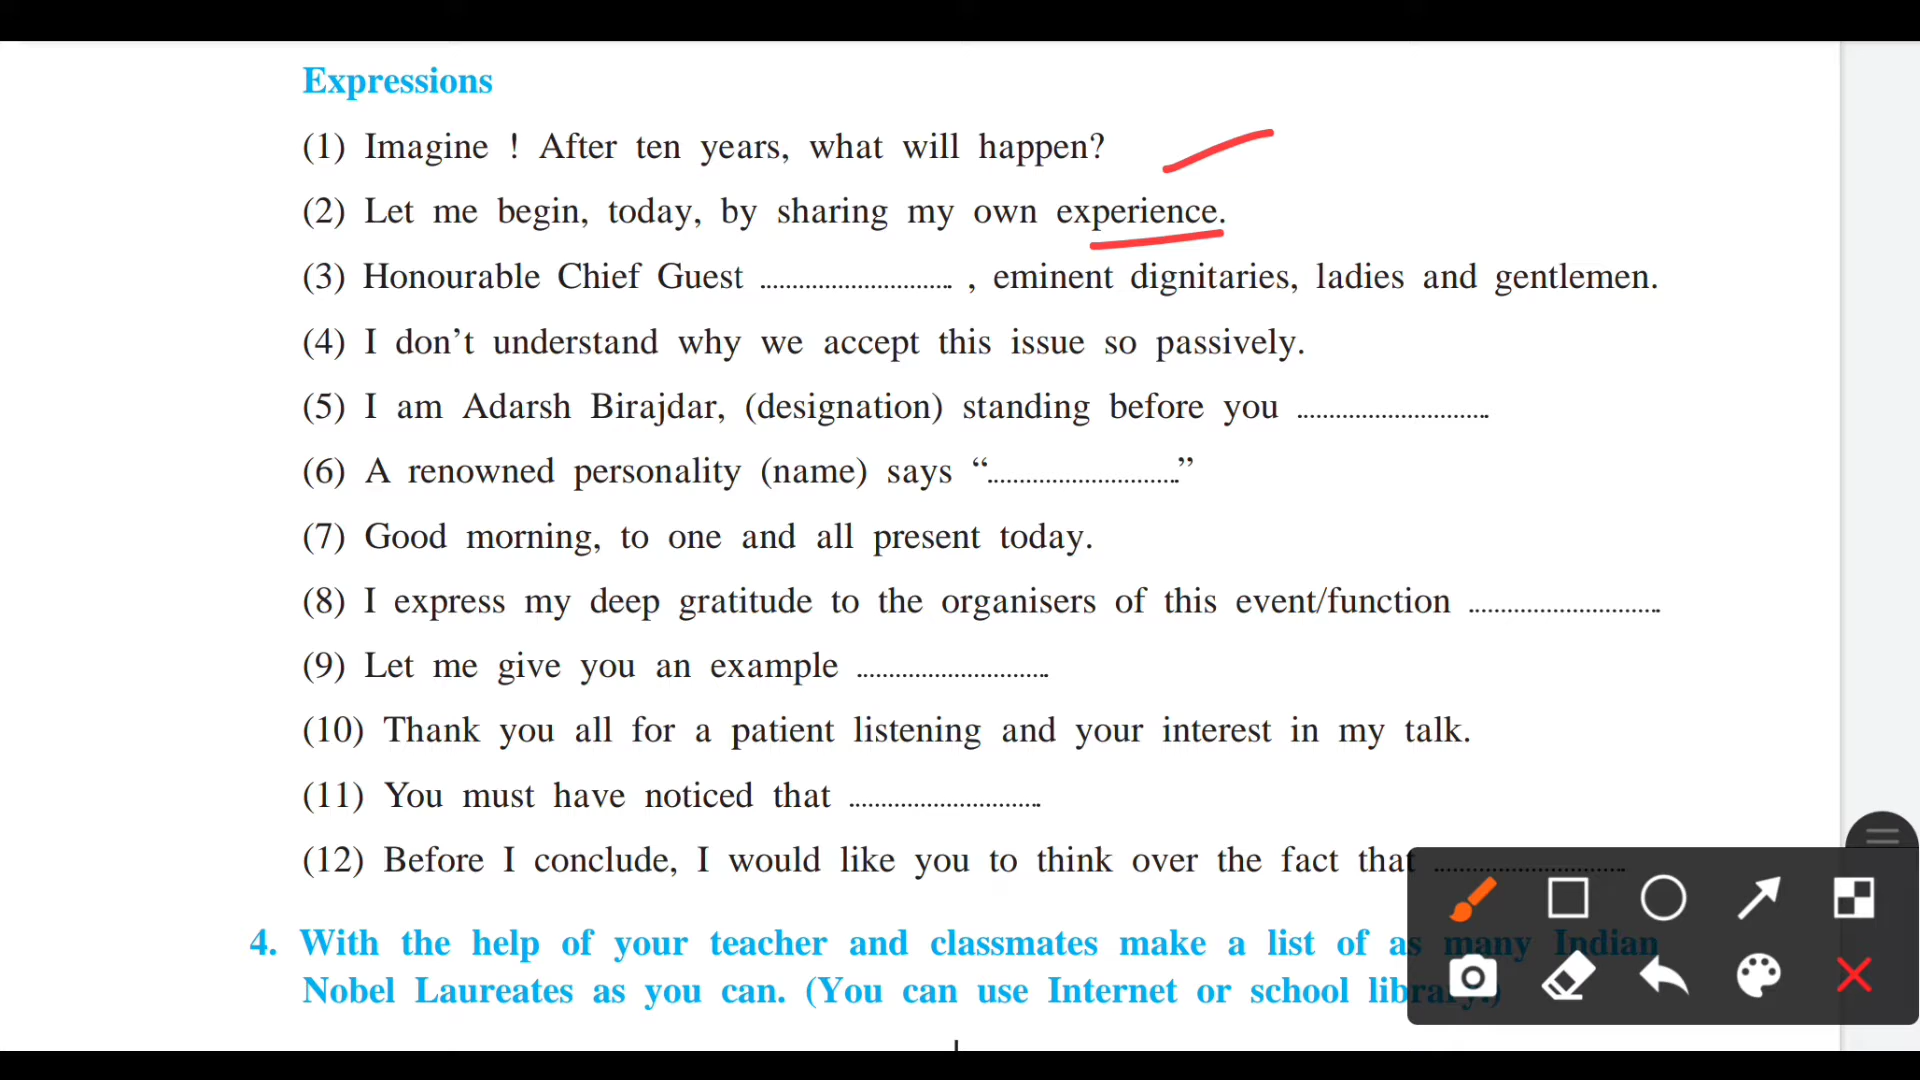 Expressions
(1) Imagine ! After ten years, what will happen?
(2) Let me begin, today, by sharing my own experience.
(3) Honourable Chief Guest .............................. , eminent dignitaries, ladies and gentlemen.
(4) I don’t understand why we accept this issue so passively.
(5) I am Adarsh Birajdar, (designation) standing before you ..............................
(6) A renowned personality (name) says “..............................”
(7) Good morning, to one and all present today.
(8) I express my deep gratitude to the organisers of this event/function ..............................
(9) Let me give you an example ..............................
(10) Thank you all for a patient listening and your interest in my talk.
(11) You must have noticed that ..............................
(12) Before I conclude, I would like you to think over the fact that ..............................
4. With the help of your teacher and classmates make a list of as many Indian
Nobel Laureates as you can. (You can use Internet or school library.)